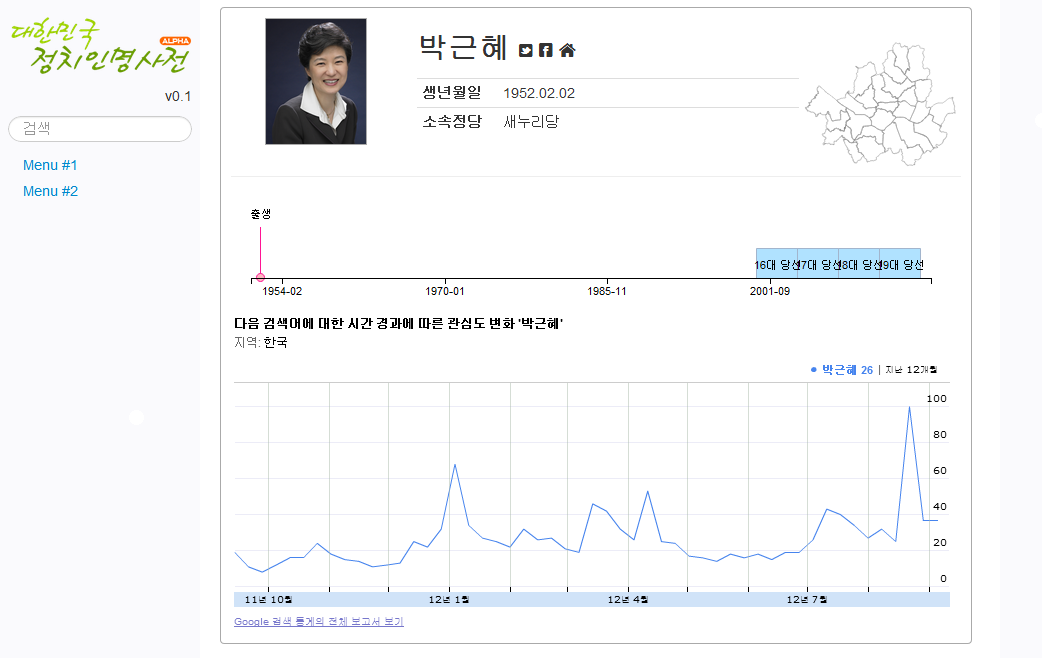 대한민국
정치인명사전
ALPHA
v0.1
검색
Menu #1
Menu #2
박근혜
생년월일 1952.02.02
소속정당 새누리당
출생
16대 당선 17대 당선 18대 당선 19대 당선
1954-02 1970-01 1985-11 2001-09
다음 검색어에 대한 시간 경과에 따른 관심도 변화 '박근혜'
지역: 한국
박근혜 26 | 지난 12개월
100
80
60
40
20
0
11년 10월 12년 1월 12년 4월 12년 7월
Google 검색 통계의 전체 보고서 보기